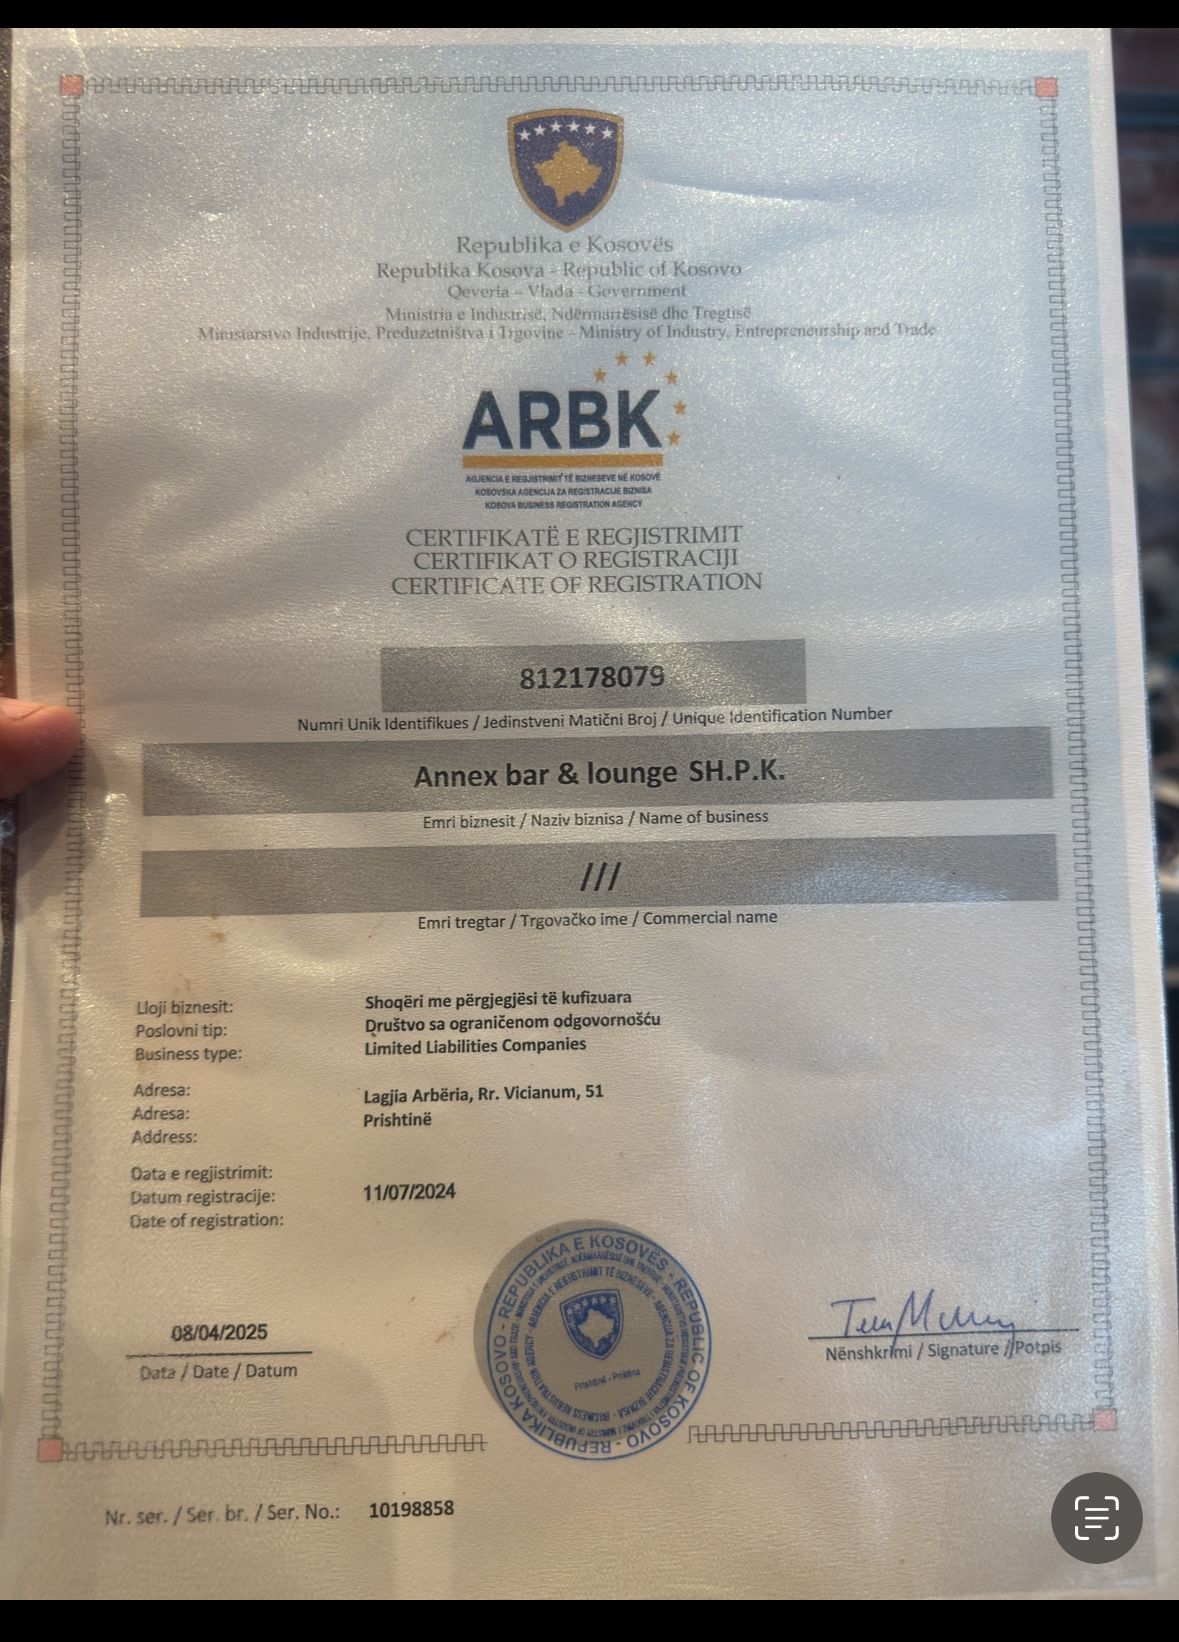 Republika e Kosovës
Republika Kosova - Republic of Kosovo
Qeveria - Vlada - Government
Ministria e Industrisë, Ndërmarrësisë dhe Tregtisë
Ministarstvo Industrije, Preduzetništva i Trgovine - Ministry of Industry, Entrepreneurship and Trade
ARBK
AGJENCIA E REGJISTRIMIT TË BIZNESEVE NË KOSOVË
KOSOVSKA AGENCIJA ZA REGISTRACIJE BIZNISA
KOSOVA BUSINESS REGISTRATION AGENCY
CERTIFIKATË E REGJISTRIMIT
CERTIFIKAT O REGISTRACIJI
CERTIFICATE OF REGISTRATION
812178079
Numri Unik Identifikues / Jedinstveni Matični Broj / Unique Identification Number
Annex bar & lounge SH.P.K.
Emri biznesit / Naziv biznisa / Name of business
///
Emri tregtar / Trgovačko ime / Commercial name
Lloji biznesit: Shoqëri me përgjegjësi të kufizuara
Poslovni tip: Društvo sa ograničenom odgovornošću
Business type: Limited Liabilities Companies
Adresa: Lagjia Arbëria, Rr. Vicianum, 51
Adresa: Prishtinë
Address:
Data e regjistrimit:
Datum registracije: 11/07/2024
Date of registration:
REPUBLIKA E KOSOVËS - REPUBLIC OF KOSOVO - REPUBLIKA KOSOVO
Prishtinë - Priština
08/04/2025
Data / Date / Datum
Nënshkrimi / Signature / Potpis
Nr. ser. / Ser. br. / Ser. No.: 10198858